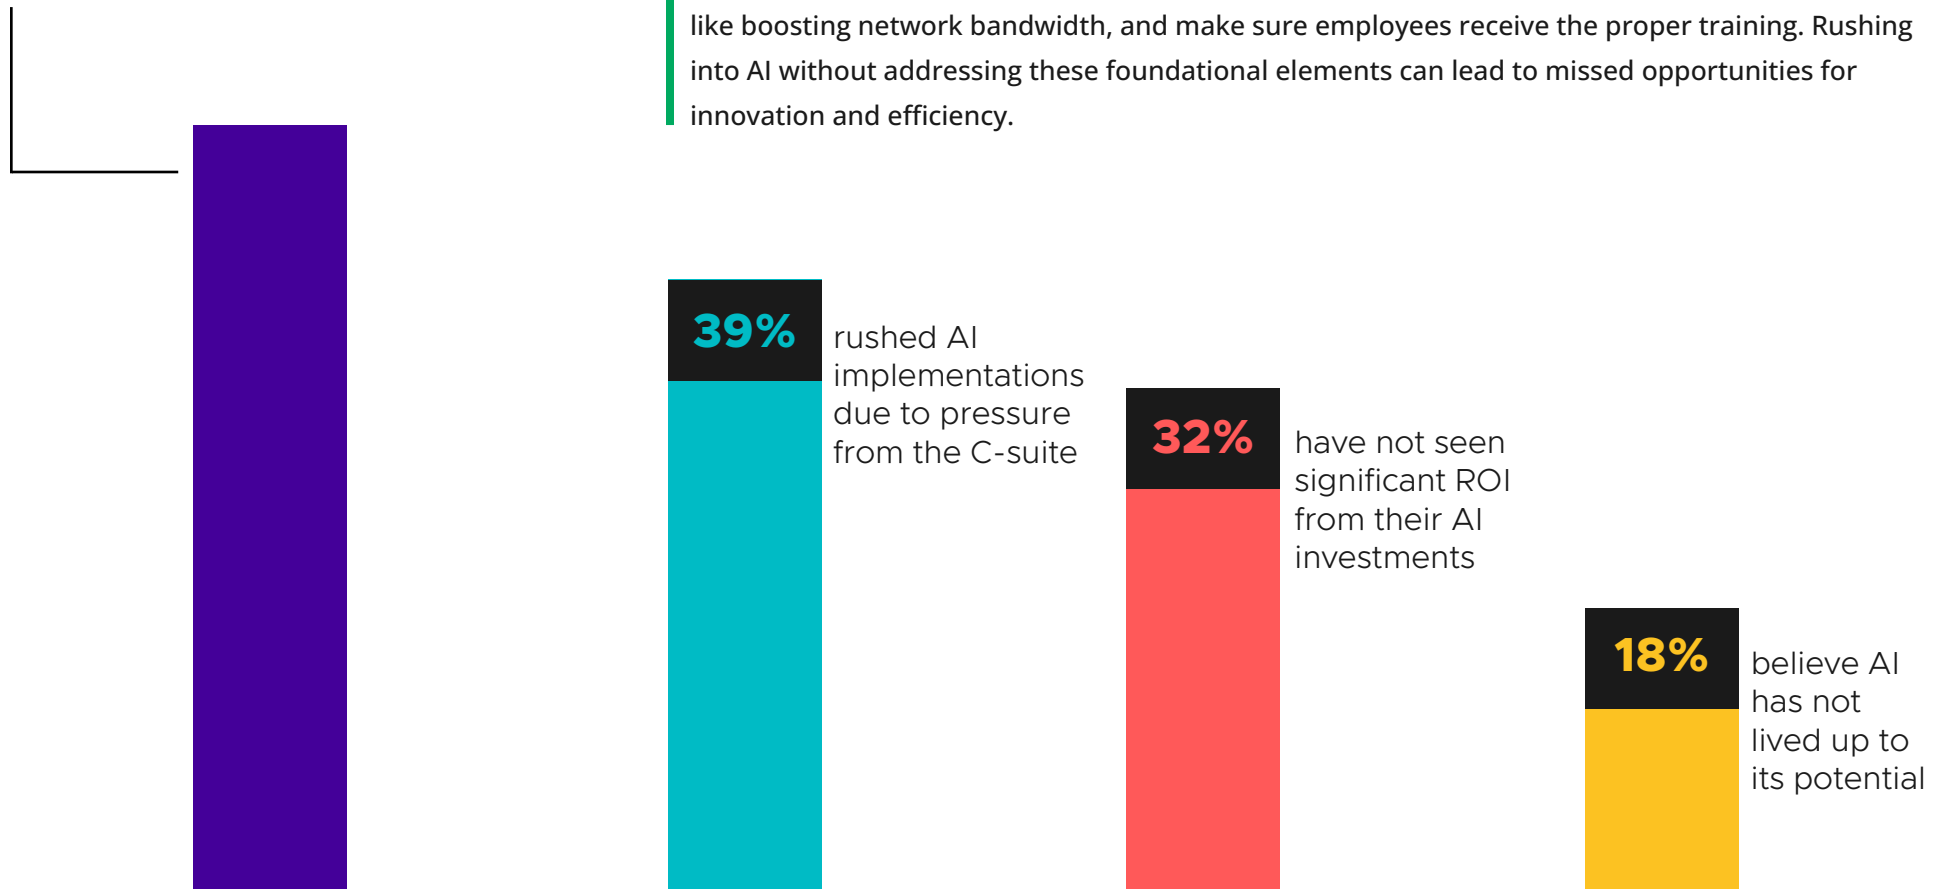 like boosting network bandwidth, and make sure employees receive the proper training. Rushing
into AI without addressing these foundational elements can lead to missed opportunities for
innovation and efficiency.
39%
rushed AI
implementations
due to pressure
from the C-suite
32%
have not seen
significant ROI
from their AI
investments
18%
believe AI
has not
lived up to
its potential